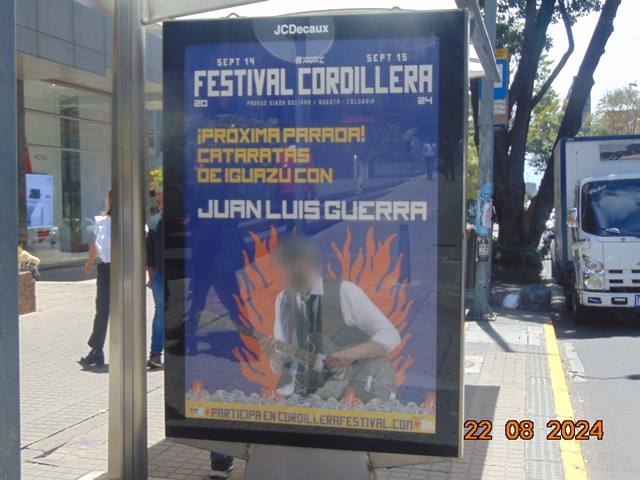 JCDecaux
SEPT 14
SEPT 15
FESTIVAL CORDILLERA
20
PARQUE SIMÓN BOLÍVAR / BOGOTÁ - COLOMBIA
24
¡PRÓXIMA PARADA!
CATARATAS
DE IGUAZÚ CON
JUAN LUIS GUERRA
PARTICIPA EN CORDILLERAFESTIVAL.COM
22 08 2024